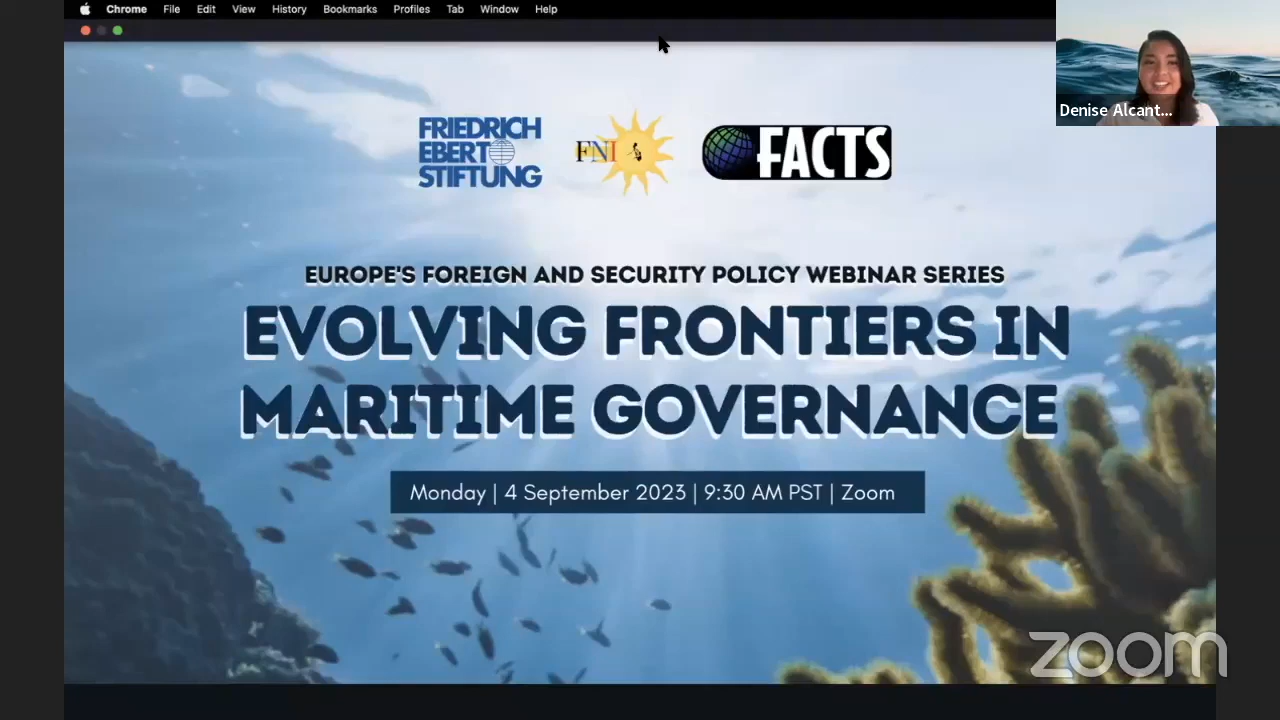 Chrome File Edit View History Bookmarks Profiles Tab Window Help
Denise Alcant...
FRIEDRICH
EBERT
STIFTUNG
FNI
FACTS
EUROPE'S FOREIGN AND SECURITY POLICY WEBINAR SERIES
EVOLVING FRONTIERS IN
MARITIME GOVERNANCE
Monday | 4 September 2023 | 9:30 AM PST | Zoom
zoom